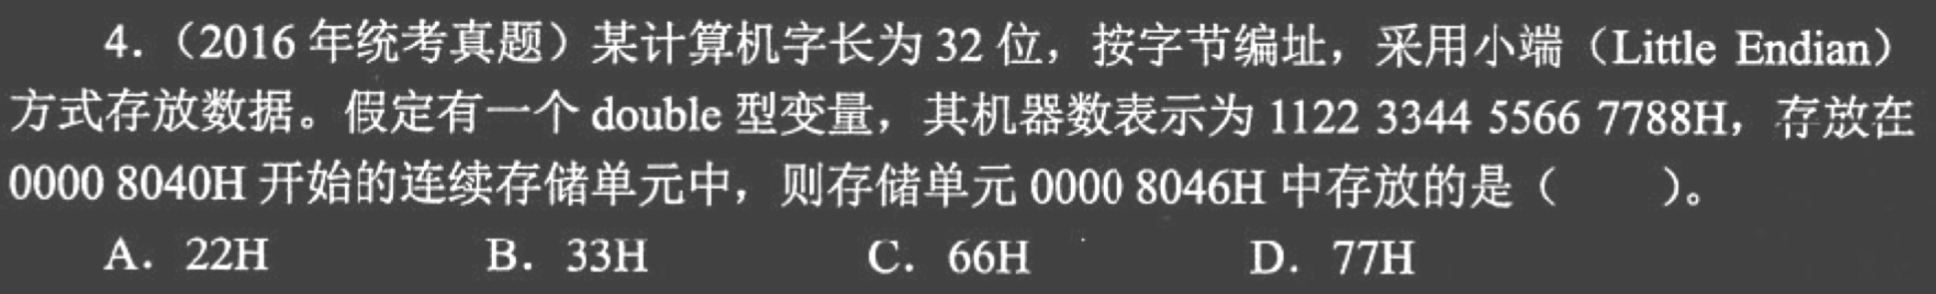 4.（2016 年统考真题）某计算机字长为 32 位，按字节编址，采用小端（Little Endian）
方式存放数据。假定有一个 double 型变量，其机器数表示为 1122 3344 5566 7788H，存放在
0000 8040H 开始的连续存储单元中，则存储单元 0000 8046H 中存放的是（　　）。
A. 22H　　B. 33H　　C. 66H　　D. 77H